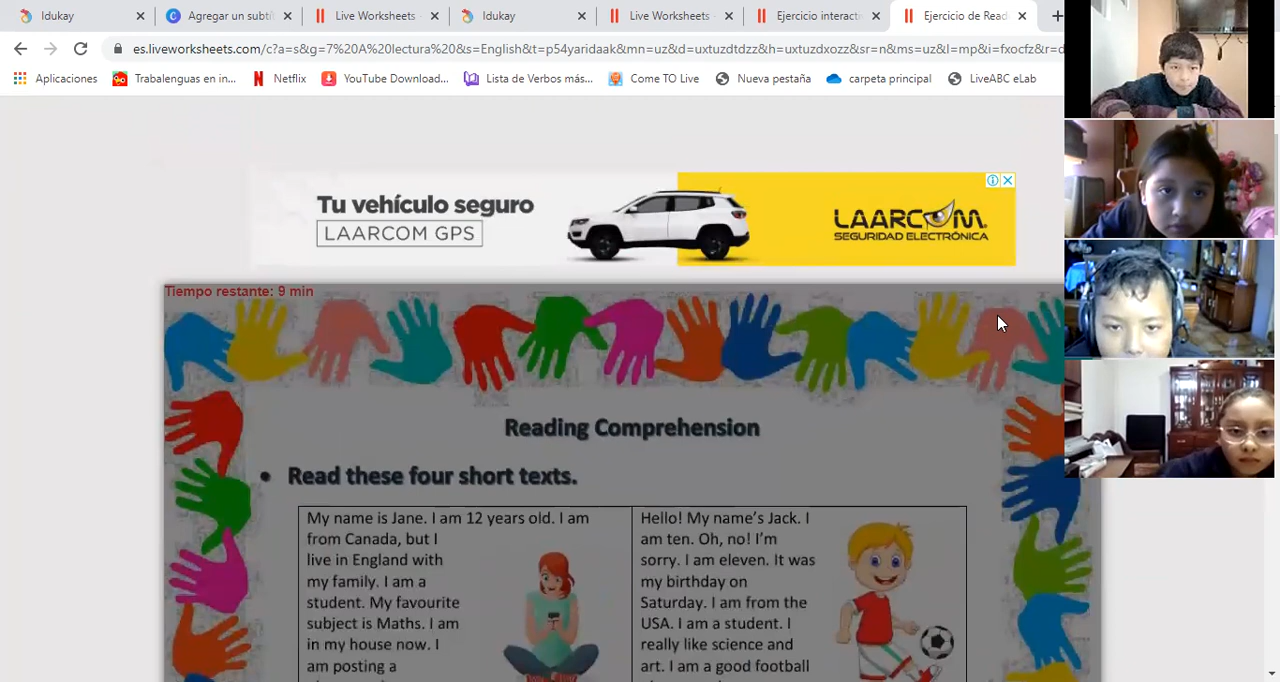 Idukay
Agregar un subtí
Live Worksheets
Idukay
Live Worksheets
Ejercicio interact
Ejercicio de Read
es.liveworksheets.com/c?a=s&g=7%20A%20lectura%20&s=English&t=p54yaridaak&mn=uz&d=uxtuzdtdzz&h=uxtuzdxozz&sr=n&ms=uz&l=mp&i=fxocfz&r=d
Aplicaciones
Trabalenguas en in...
Netflix
YouTube Download...
Lista de Verbos más...
Come TO Live
Nueva pestaña
carpeta principal
LiveABC eLab
Tu vehículo seguro
LAARCOM GPS
LAARCOM
SEGURIDAD ELECTRÓNICA
Tiempo restante: 9 min
Reading Comprehension
• Read these four short texts.
My name is Jane. I am 12 years old. I am
from Canada, but I
live in England with
my family. I am a
student. My favourite
subject is Maths. I am
in my house now. I
am posting a
Hello! My name's Jack. I
am ten. Oh, no! I'm
sorry. I am eleven. It was
my birthday on
Saturday. I am from the
USA. I am a student. I
really like science and
art. I am a good football